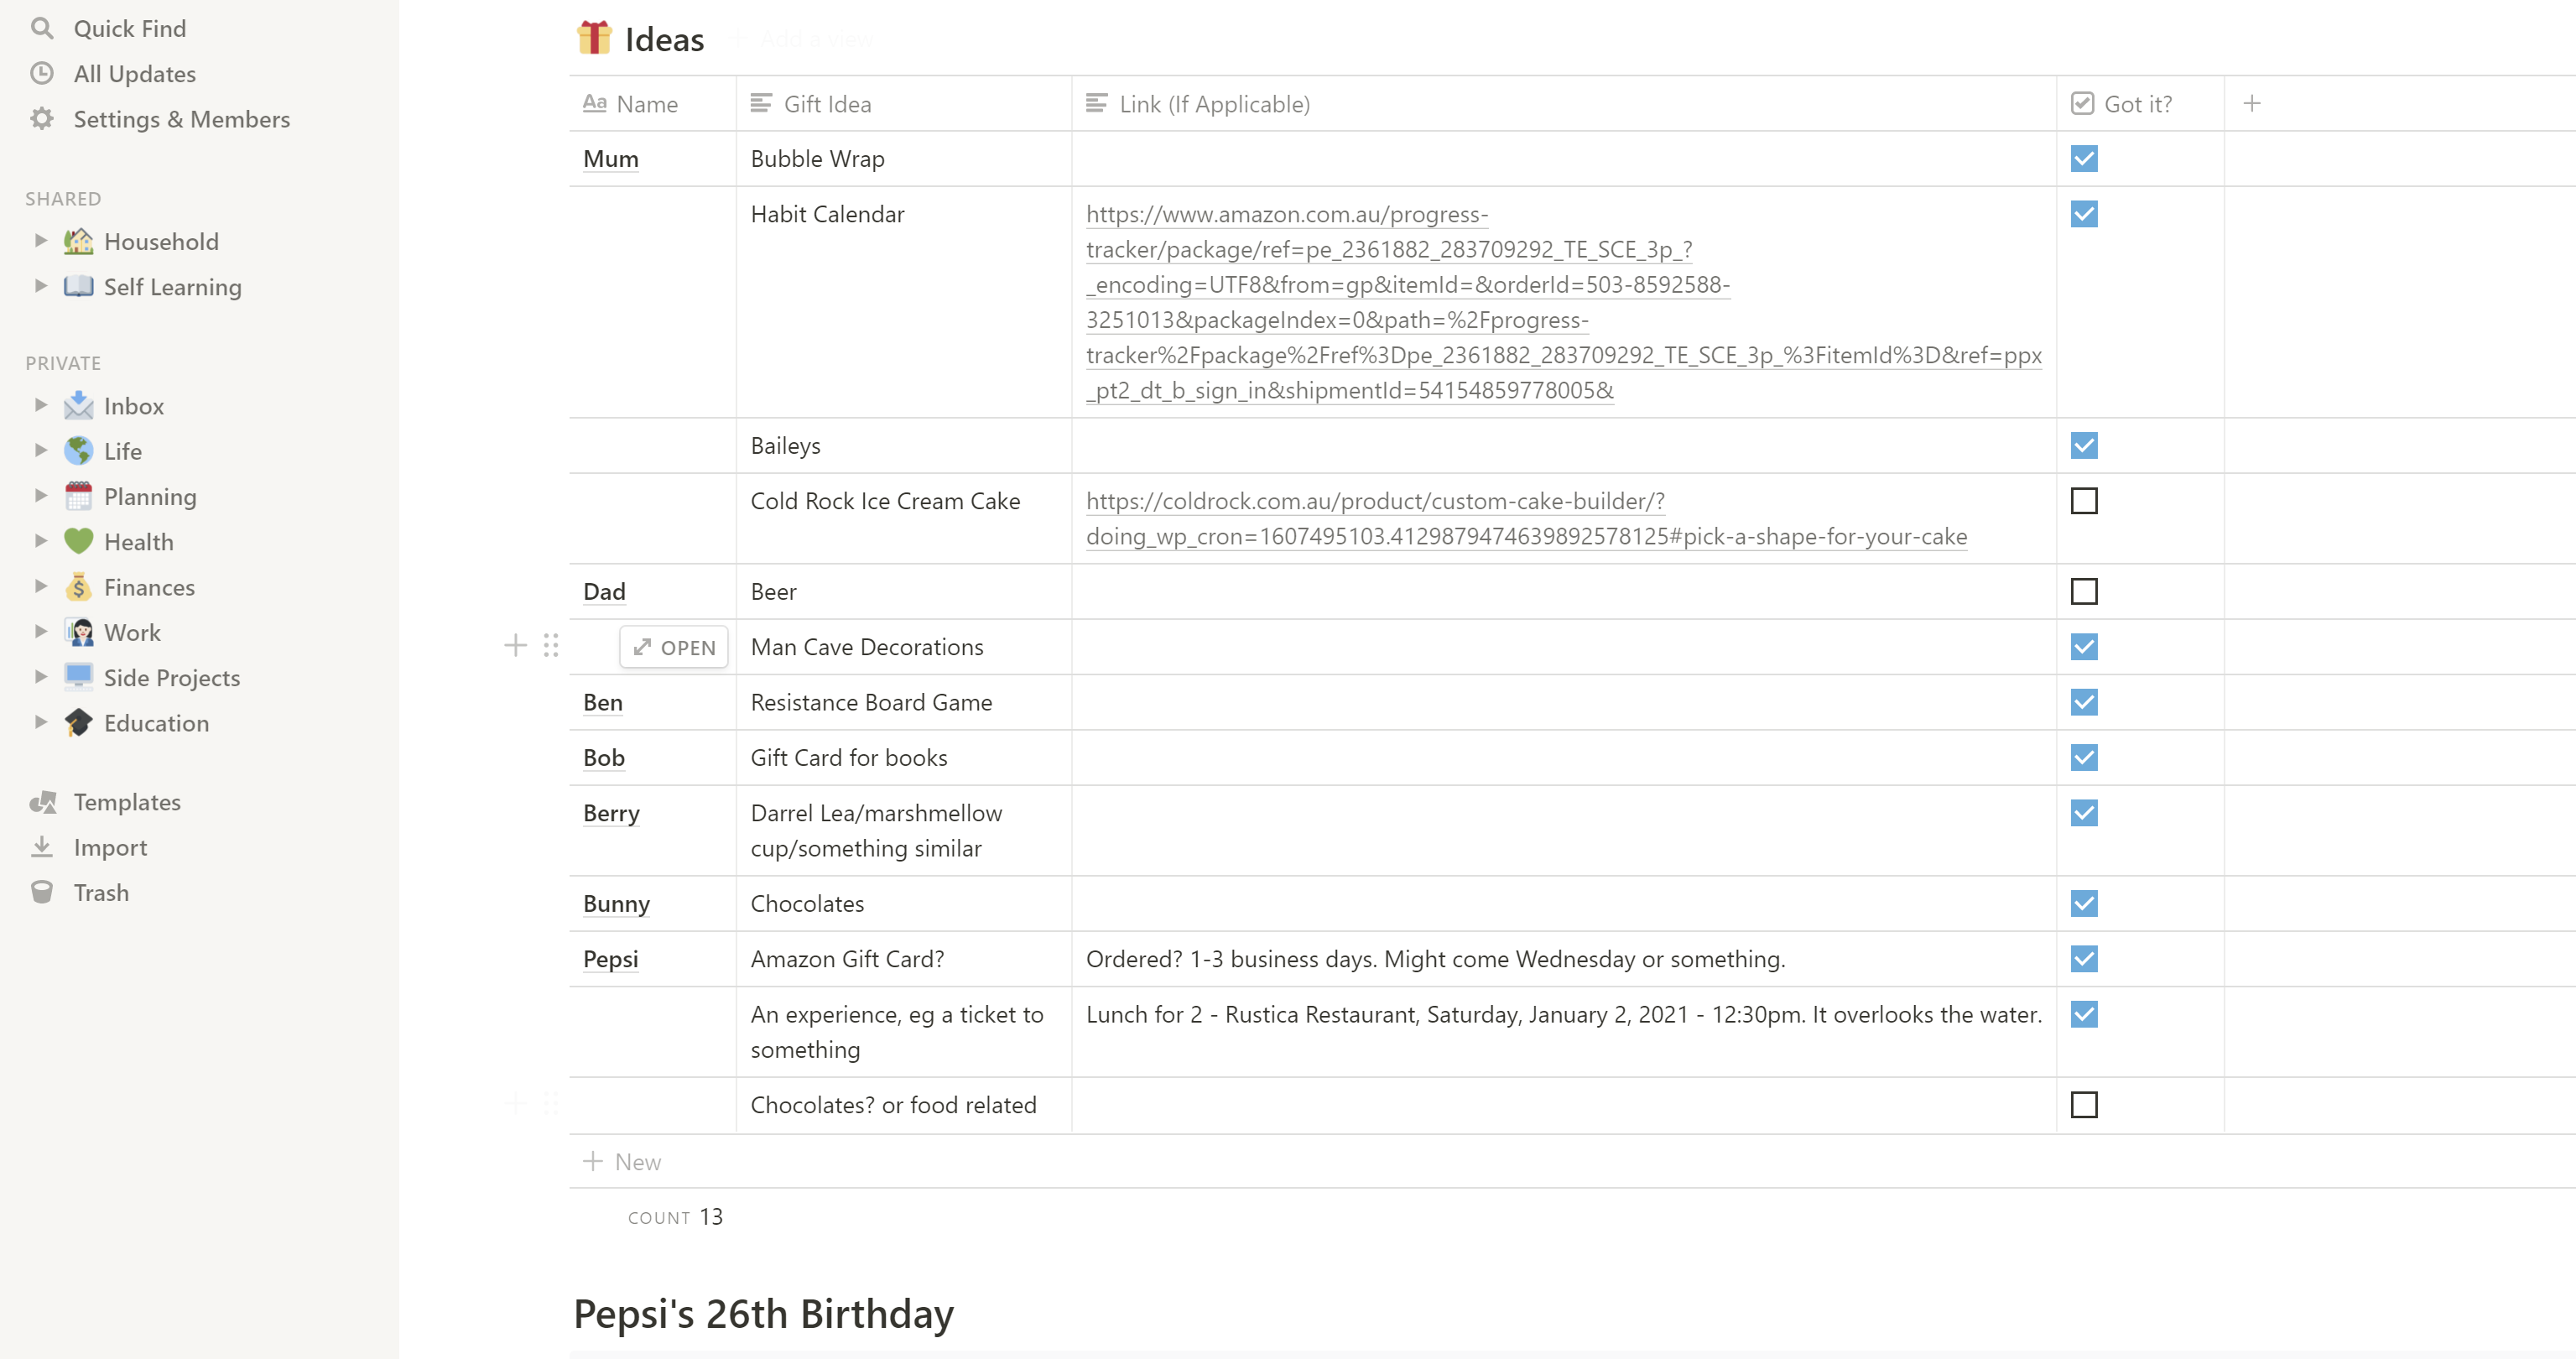 Quick Find
All Updates
Settings & Members
SHARED
Household
Self Learning
PRIVATE
Inbox
Life
Planning
Health
Finances
Work
Side Projects
Education
Templates
Import
Trash
Ideas + Add a view
Aa Name Gift Idea Link (If Applicable) Got it? +
Mum Bubble Wrap
Habit Calendar https://www.amazon.com.au/progress-
tracker/package/ref=pe_2361882_283709292_TE_SCE_3p_?
_encoding=UTF8&from=gp&itemId=&orderId=503-8592588-
3251013&packageIndex=0&path=%2Fprogress-
tracker%2Fpackage%2Fref%3Dpe_2361882_283709292_TE_SCE_3p_%3FitemId%3D&ref=ppx
_pt2_dt_b_sign_in&shipmentId=54154859778005&
Baileys
Cold Rock Ice Cream Cake https://coldrock.com.au/product/custom-cake-builder/?
doing_wp_cron=1607495103.4129879474639892578125#pick-a-shape-for-your-cake
Dad Beer
OPEN Man Cave Decorations
Ben Resistance Board Game
Bob Gift Card for books
Berry Darrel Lea/marshmellow
cup/something similar
Bunny Chocolates
Pepsi Amazon Gift Card? Ordered? 1-3 business days. Might come Wednesday or something.
An experience, eg a ticket to Lunch for 2 - Rustica Restaurant, Saturday, January 2, 2021 - 12:30pm. It overlooks the water.
something
Chocolates? or food related
+ New
COUNT 13
Pepsi's 26th Birthday